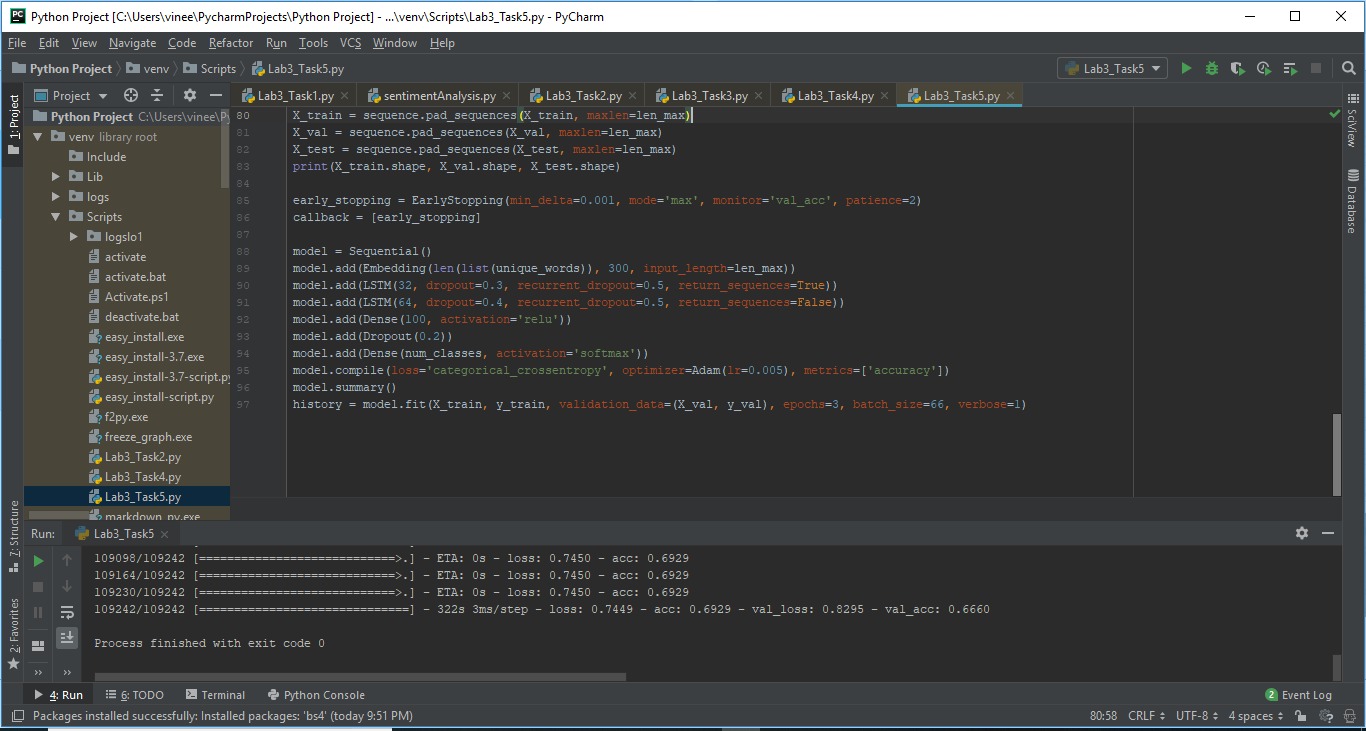 Python Project [C:\Users\vinee\PycharmProjects\Python Project] - ...\venv\Scripts\Lab3_Task5.py - PyCharm
File Edit View Navigate Code Refactor Run Tools VCS Window Help
Python Project venv Scripts Lab3_Task5.py Lab3_Task5
1: Project
Project
Lab3_Task1.py sentimentAnalysis.py Lab3_Task2.py Lab3_Task3.py Lab3_Task4.py Lab3_Task5.py
Python Project C:\Users\vinee\P
venv library root
Include
Lib
logs
Scripts
logslo1
activate
activate.bat
Activate.ps1
deactivate.bat
easy_install.exe
easy_install-3.7.exe
easy_install-3.7-script.py
easy_install-script.py
f2py.exe
freeze_graph.exe
Lab3_Task2.py
Lab3_Task4.py
Lab3_Task5.py
markdown_py.exe
80 X_train = sequence.pad_sequences(X_train, maxlen=len_max)
81 X_val = sequence.pad_sequences(X_val, maxlen=len_max)
82 X_test = sequence.pad_sequences(X_test, maxlen=len_max)
83 print(X_train.shape, X_val.shape, X_test.shape)
84
85 early_stopping = EarlyStopping(min_delta=0.001, mode='max', monitor='val_acc', patience=2)
86 callback = [early_stopping]
87
88 model = Sequential()
89 model.add(Embedding(len(list(unique_words)), 300, input_length=len_max))
90 model.add(LSTM(32, dropout=0.3, recurrent_dropout=0.5, return_sequences=True))
91 model.add(LSTM(64, dropout=0.4, recurrent_dropout=0.5, return_sequences=False))
92 model.add(Dense(100, activation='relu'))
93 model.add(Dropout(0.2))
94 model.add(Dense(num_classes, activation='softmax'))
95 model.compile(loss='categorical_crossentropy', optimizer=Adam(lr=0.005), metrics=['accuracy'])
96 model.summary()
97 history = model.fit(X_train, y_train, validation_data=(X_val, y_val), epochs=3, batch_size=66, verbose=1)
SciView
Database
7: Structure
2: Favorites
Run: Lab3_Task5
109098/109242 [============================>.] - ETA: 0s - loss: 0.7450 - acc: 0.6929
109164/109242 [============================>.] - ETA: 0s - loss: 0.7450 - acc: 0.6929
109230/109242 [============================>.] - ETA: 0s - loss: 0.7450 - acc: 0.6929
109242/109242 [==============================] - 322s 3ms/step - loss: 0.7449 - acc: 0.6929 - val_loss: 0.8295 - val_acc: 0.6660
Process finished with exit code 0
4: Run 6: TODO Terminal Python Console 2 Event Log
Packages installed successfully: Installed packages: 'bs4' (today 9:51 PM) 80:58 CRLF UTF-8 4 spaces